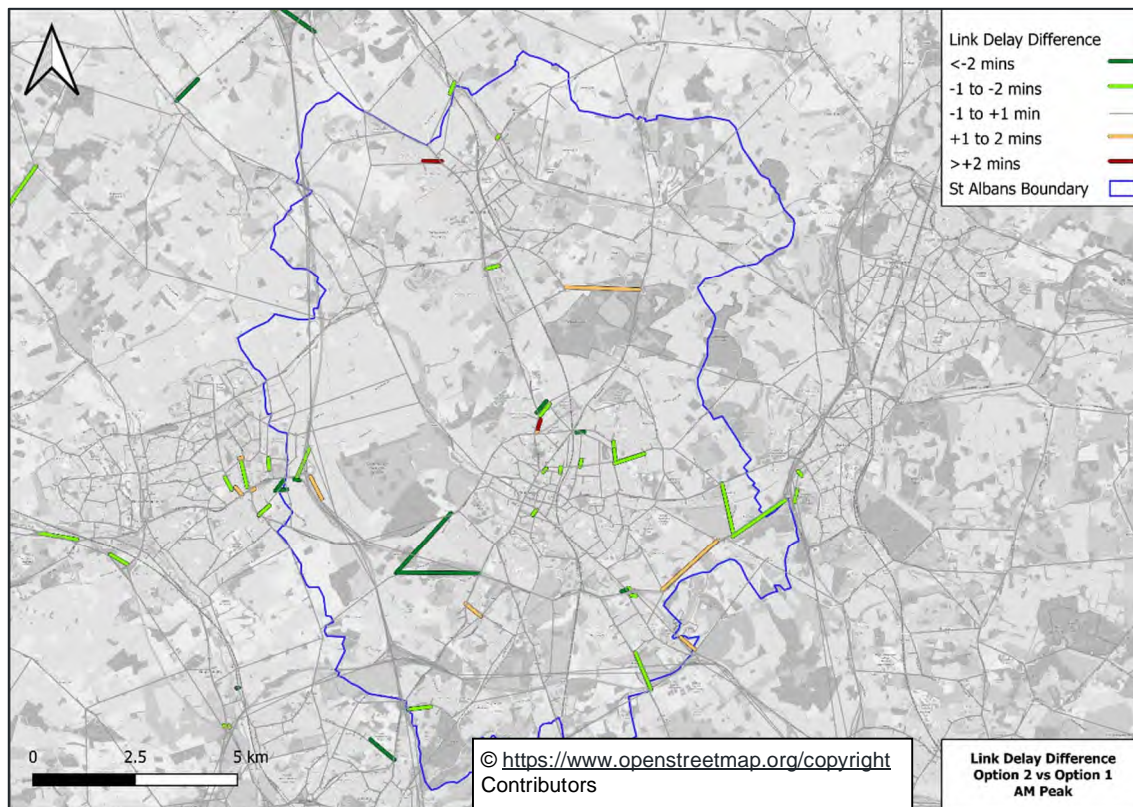 Link Delay Difference
<-2 mins
-1 to -2 mins
-1 to +1 min
+1 to 2 mins
>+2 mins
St Albans Boundary
0 2.5 5 km
© https://www.openstreetmap.org/copyright
Contributors
Link Delay Difference
Option 2 vs Option 1
AM Peak